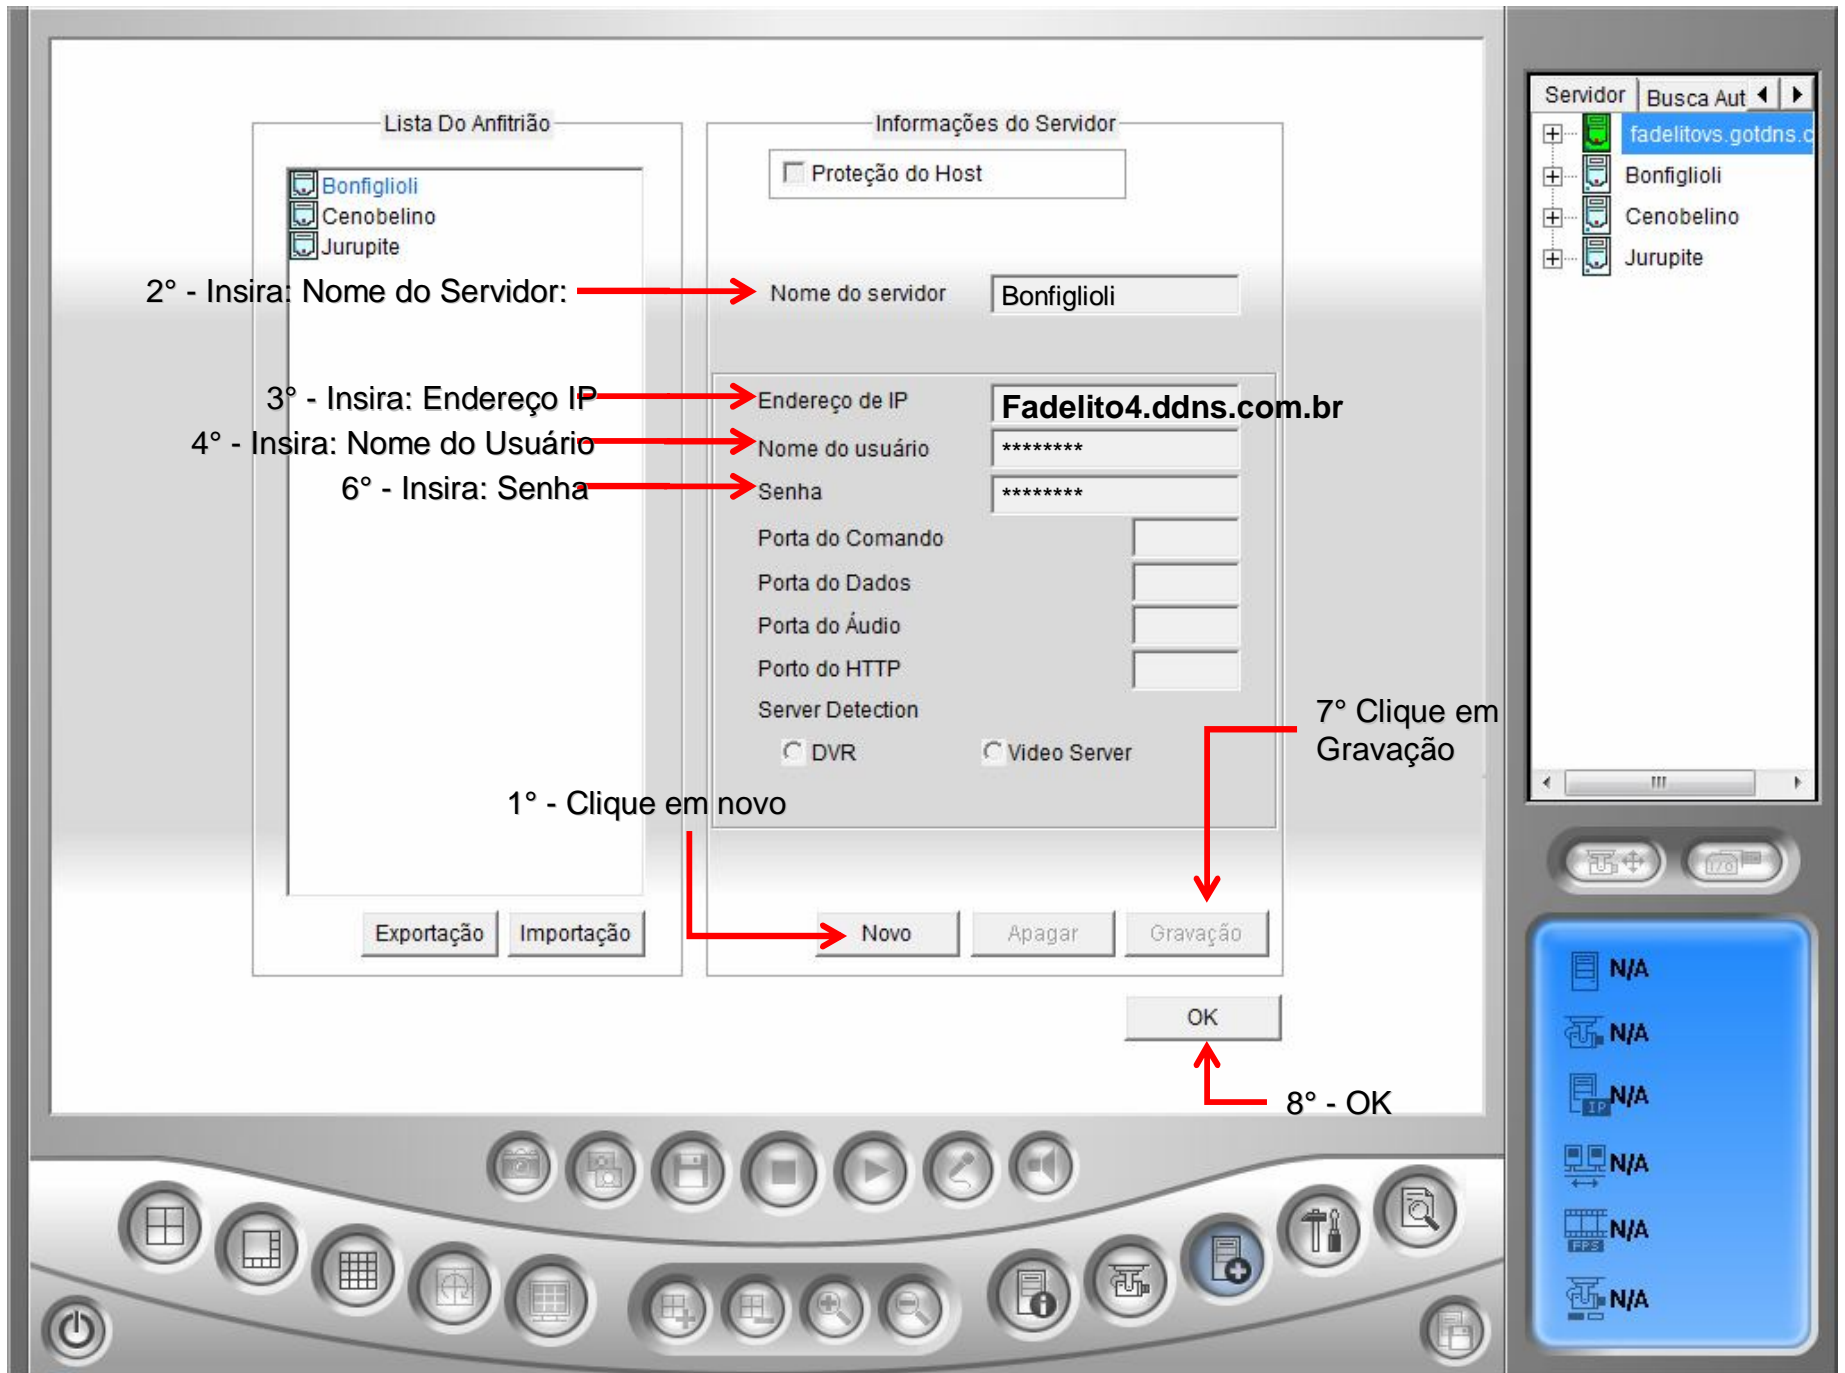 Lista Do Anfitrião
Bonfiglioli
Cenobelino
Jurupite
Informações do Servidor
Proteção do Host
2° - Insira: Nome do Servidor:
Nome do servidor
Bonfiglioli
3° - Insira: Endereço IP
Endereço de IP
Fadelito4.ddns.com.br
4° - Insira: Nome do Usuário
Nome do usuário
********
6° - Insira: Senha
Senha
********
Porta do Comando
Porta do Dados
Porta do Áudio
Porto do HTTP
Server Detection
DVR
Video Server
7° Clique em
Gravação
1° - Clique em novo
Exportação
Importação
Novo
Apagar
Gravação
OK
8° - OK
Servidor
Busca Aut
fadelitovs.gotdns.c
Bonfiglioli
Cenobelino
Jurupite
I/O
N/A
N/A
IP
N/A
N/A
FPS
N/A
N/A